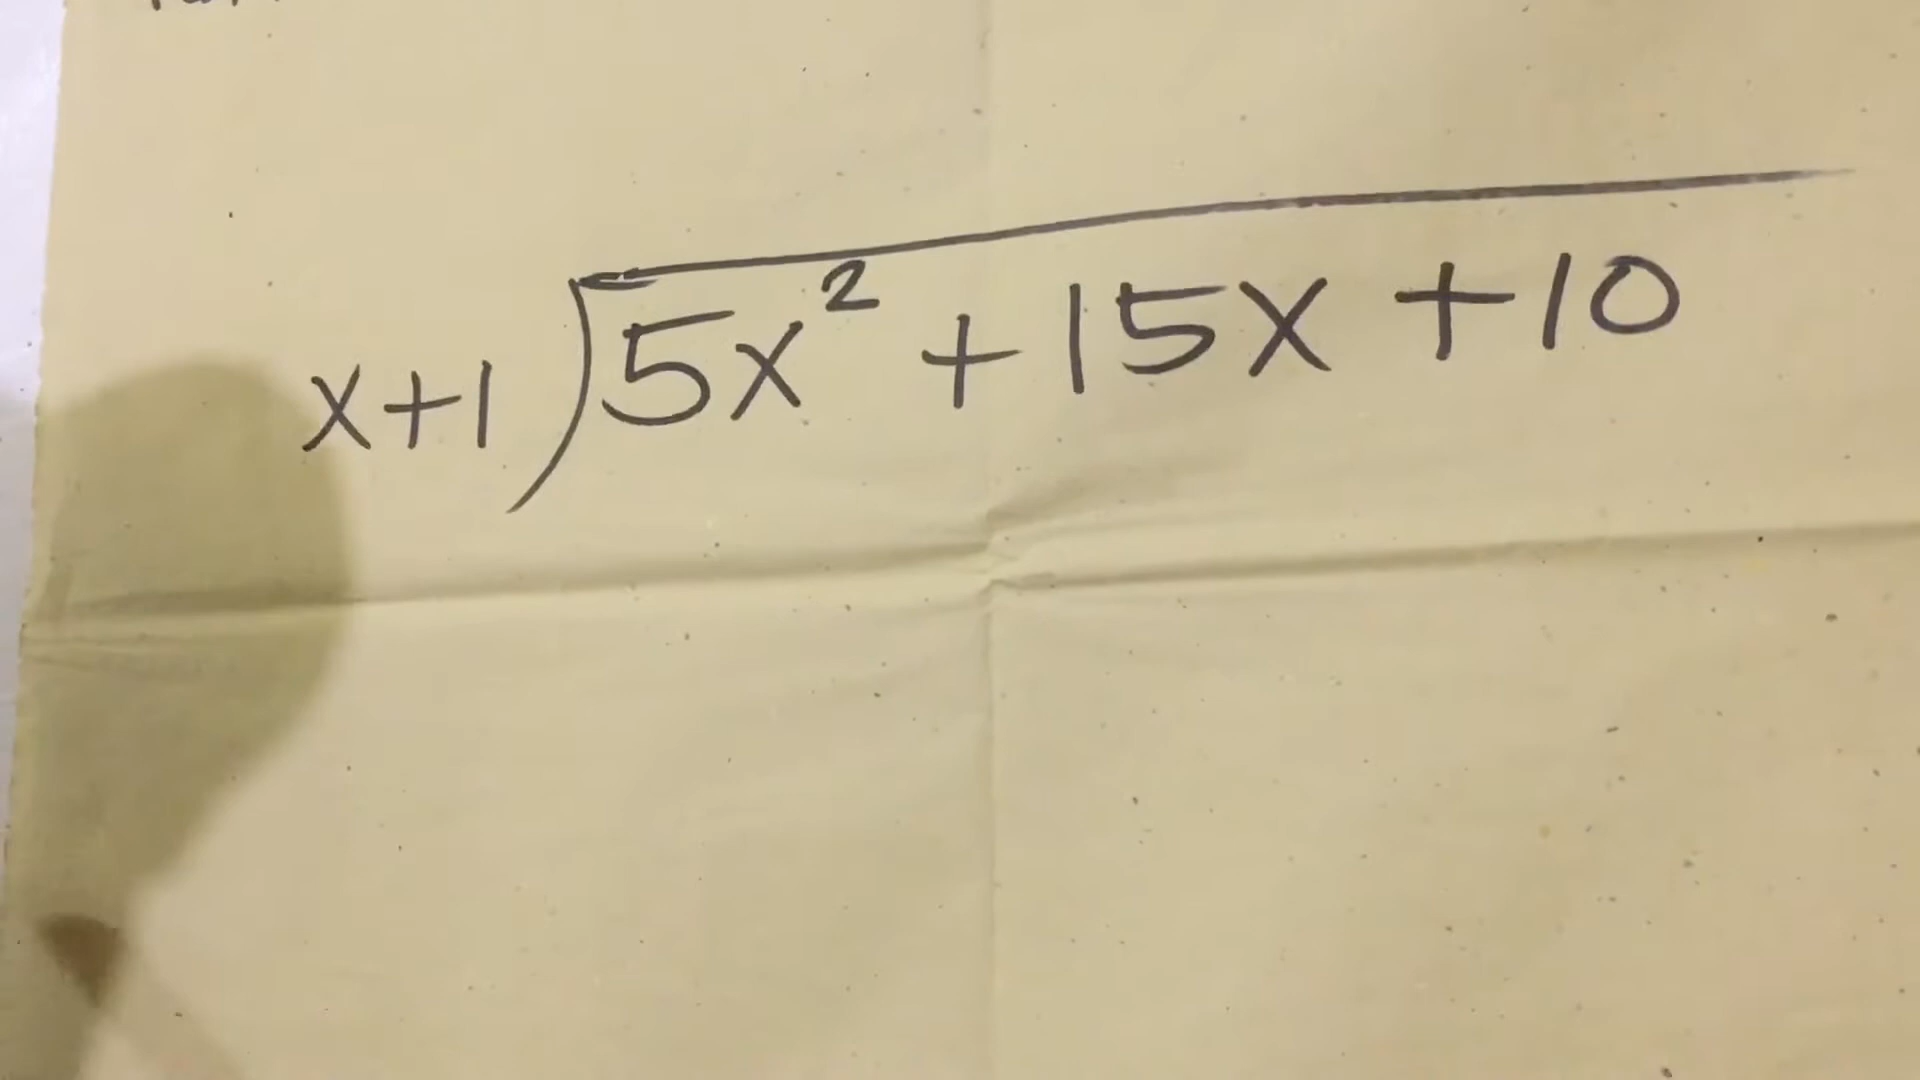 x+1 ) 5x² + 15x + 10